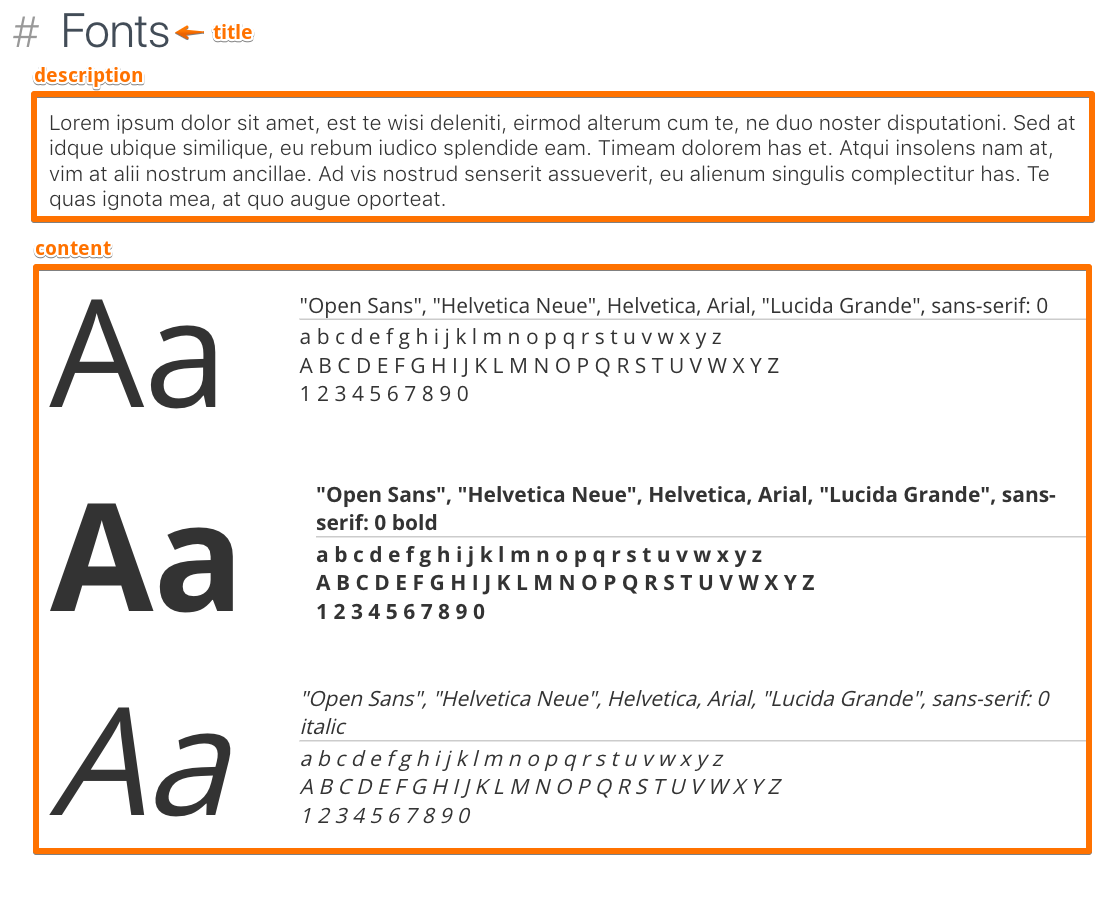 # Fonts title
description
Lorem ipsum dolor sit amet, est te wisi deleniti, eirmod alterum cum te, ne duo noster disputationi. Sed at
idque ubique similique, eu rebum iudico splendide eam. Timeam dolorem has et. Atqui insolens nam at,
vim at alii nostrum ancillae. Ad vis nostrud senserit assueverit, eu alienum singulis complectitur has. Te
quas ignota mea, at quo augue oporteat.
content
Aa
"Open Sans", "Helvetica Neue", Helvetica, Arial, "Lucida Grande", sans-serif: 0
a b c d e f g h i j k l m n o p q r s t u v w x y z
A B C D E F G H I J K L M N O P Q R S T U V W X Y Z
1 2 3 4 5 6 7 8 9 0
Aa
"Open Sans", "Helvetica Neue", Helvetica, Arial, "Lucida Grande", sans-
serif: 0 bold
a b c d e f g h i j k l m n o p q r s t u v w x y z
A B C D E F G H I J K L M N O P Q R S T U V W X Y Z
1 2 3 4 5 6 7 8 9 0
Aa
"Open Sans", "Helvetica Neue", Helvetica, Arial, "Lucida Grande", sans-serif: 0
italic
a b c d e f g h i j k l m n o p q r s t u v w x y z
A B C D E F G H I J K L M N O P Q R S T U V W X Y Z
1 2 3 4 5 6 7 8 9 0